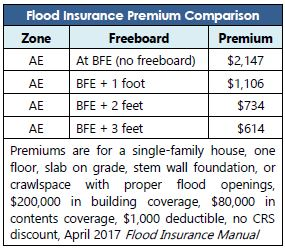 Flood Insurance Premium Comparison
Zone Freeboard Premium
AE At BFE (no freeboard) $2,147
AE BFE + 1 foot $1,106
AE BFE + 2 feet $734
AE BFE + 3 feet $614
Premiums are for a single-family house, one
floor, slab on grade, stem wall foundation, or
crawlspace with proper flood openings,
$200,000 in building coverage, $80,000 in
contents coverage, $1,000 deductible, no CRS
discount, April 2017 Flood Insurance Manual